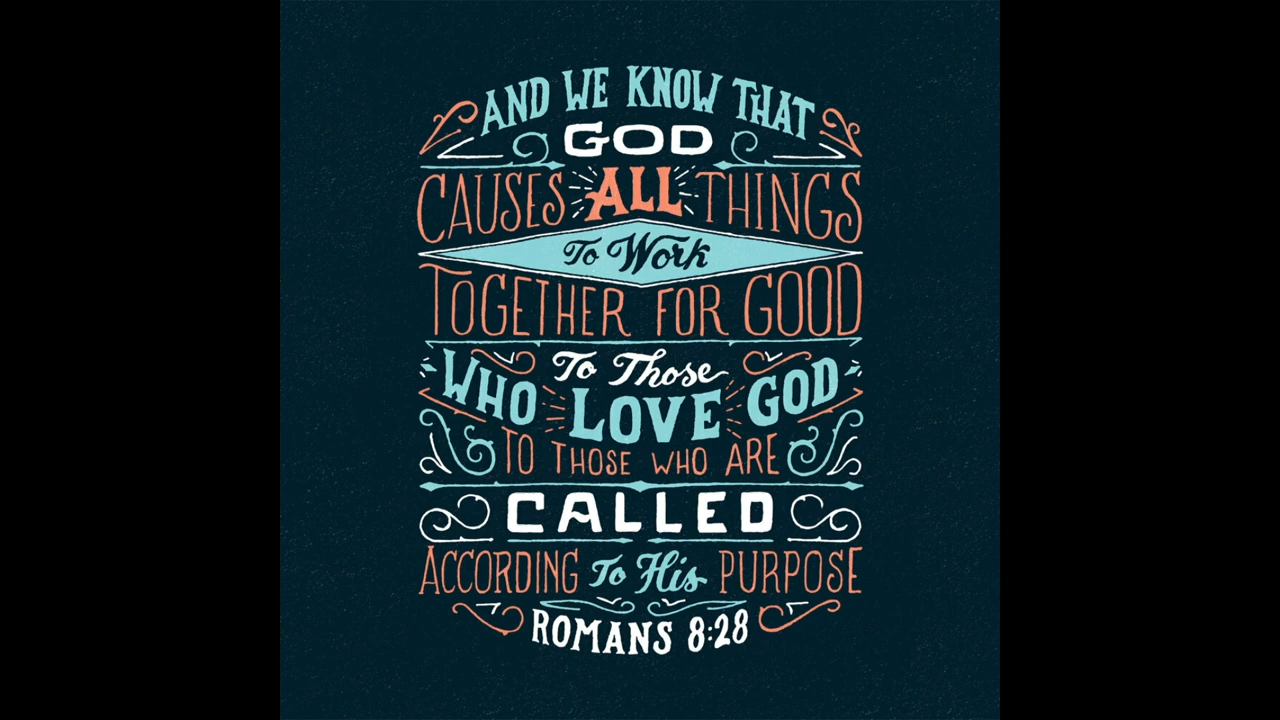 AND WE KNOW THAT
GOD
CAUSES ALL THINGS
To Work
TOGETHER FOR GOOD
To Those
WHO LOVE GOD
TO THOSE WHO ARE
CALLED
ACCORDING To His PURPOSE
ROMANS 8:28